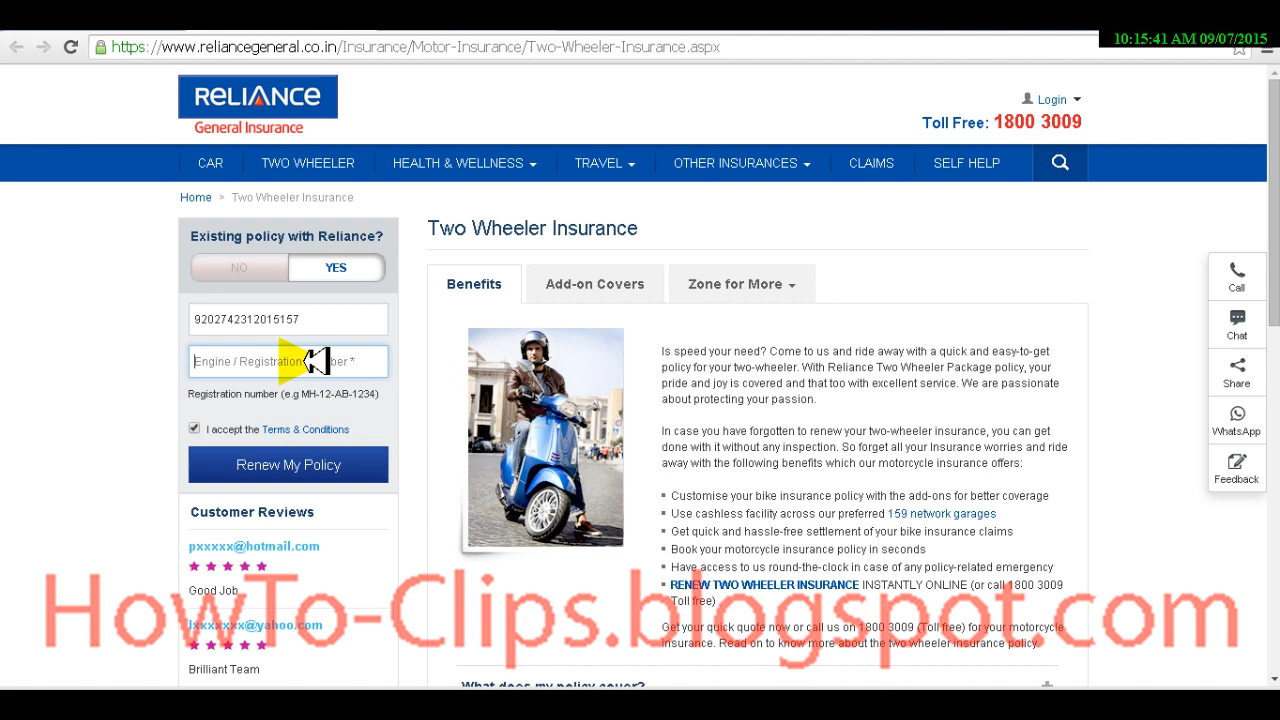 https://www.reliancegeneral.co.in/Insurance/Motor-Insurance/Two-Wheeler-Insurance.aspx
10:15:41 AM 09/07/2015
RELIANCE
General Insurance
Login
Toll Free: 1800 3009
CAR TWO WHEELER HEALTH & WELLNESS TRAVEL OTHER INSURANCES CLAIMS SELF HELP
Home > Two Wheeler Insurance
Existing policy with Reliance?
NO YES
9202742312015157
Engine / Registration ber *
Registration number (e.g MH-12-AB-1234)
I accept the Terms & Conditions
Renew My Policy
Customer Reviews
pxxxxx@hotmail.com
Good Job
lxxxxxxx@yahoo.com
Brilliant Team
Two Wheeler Insurance
Benefits Add-on Covers Zone for More
Is speed your need? Come to us and ride away with a quick and easy-to-get
policy for your two-wheeler. With Reliance Two Wheeler Package policy, your
pride and joy is covered and that too with excellent service. We are passionate
about protecting your passion.
In case you have forgotten to renew your two-wheeler insurance, you can get
done with it without any inspection. So forget all your Insurance worries and ride
away with the following benefits which our motorcycle insurance offers:
Customise your bike insurance policy with the add-ons for better coverage
Use cashless facility across our preferred 159 network garages
Get quick and hassle-free settlement of your bike insurance claims
Book your motorcycle insurance policy in seconds
Have access to us round-the-clock in case of any policy-related emergency
RENEW TWO WHEELER INSURANCE INSTANTLY ONLINE (or call 1800 3009
Toll free)
Get your quick quote now or call us on 1800 3009 (Toll free) for your motorcycle
insurance. Read on to know more about the two wheeler insurance policy.
What does my policy cover?
Call
Chat
Share
WhatsApp
Feedback
HowTo-Clips.blogspot.com